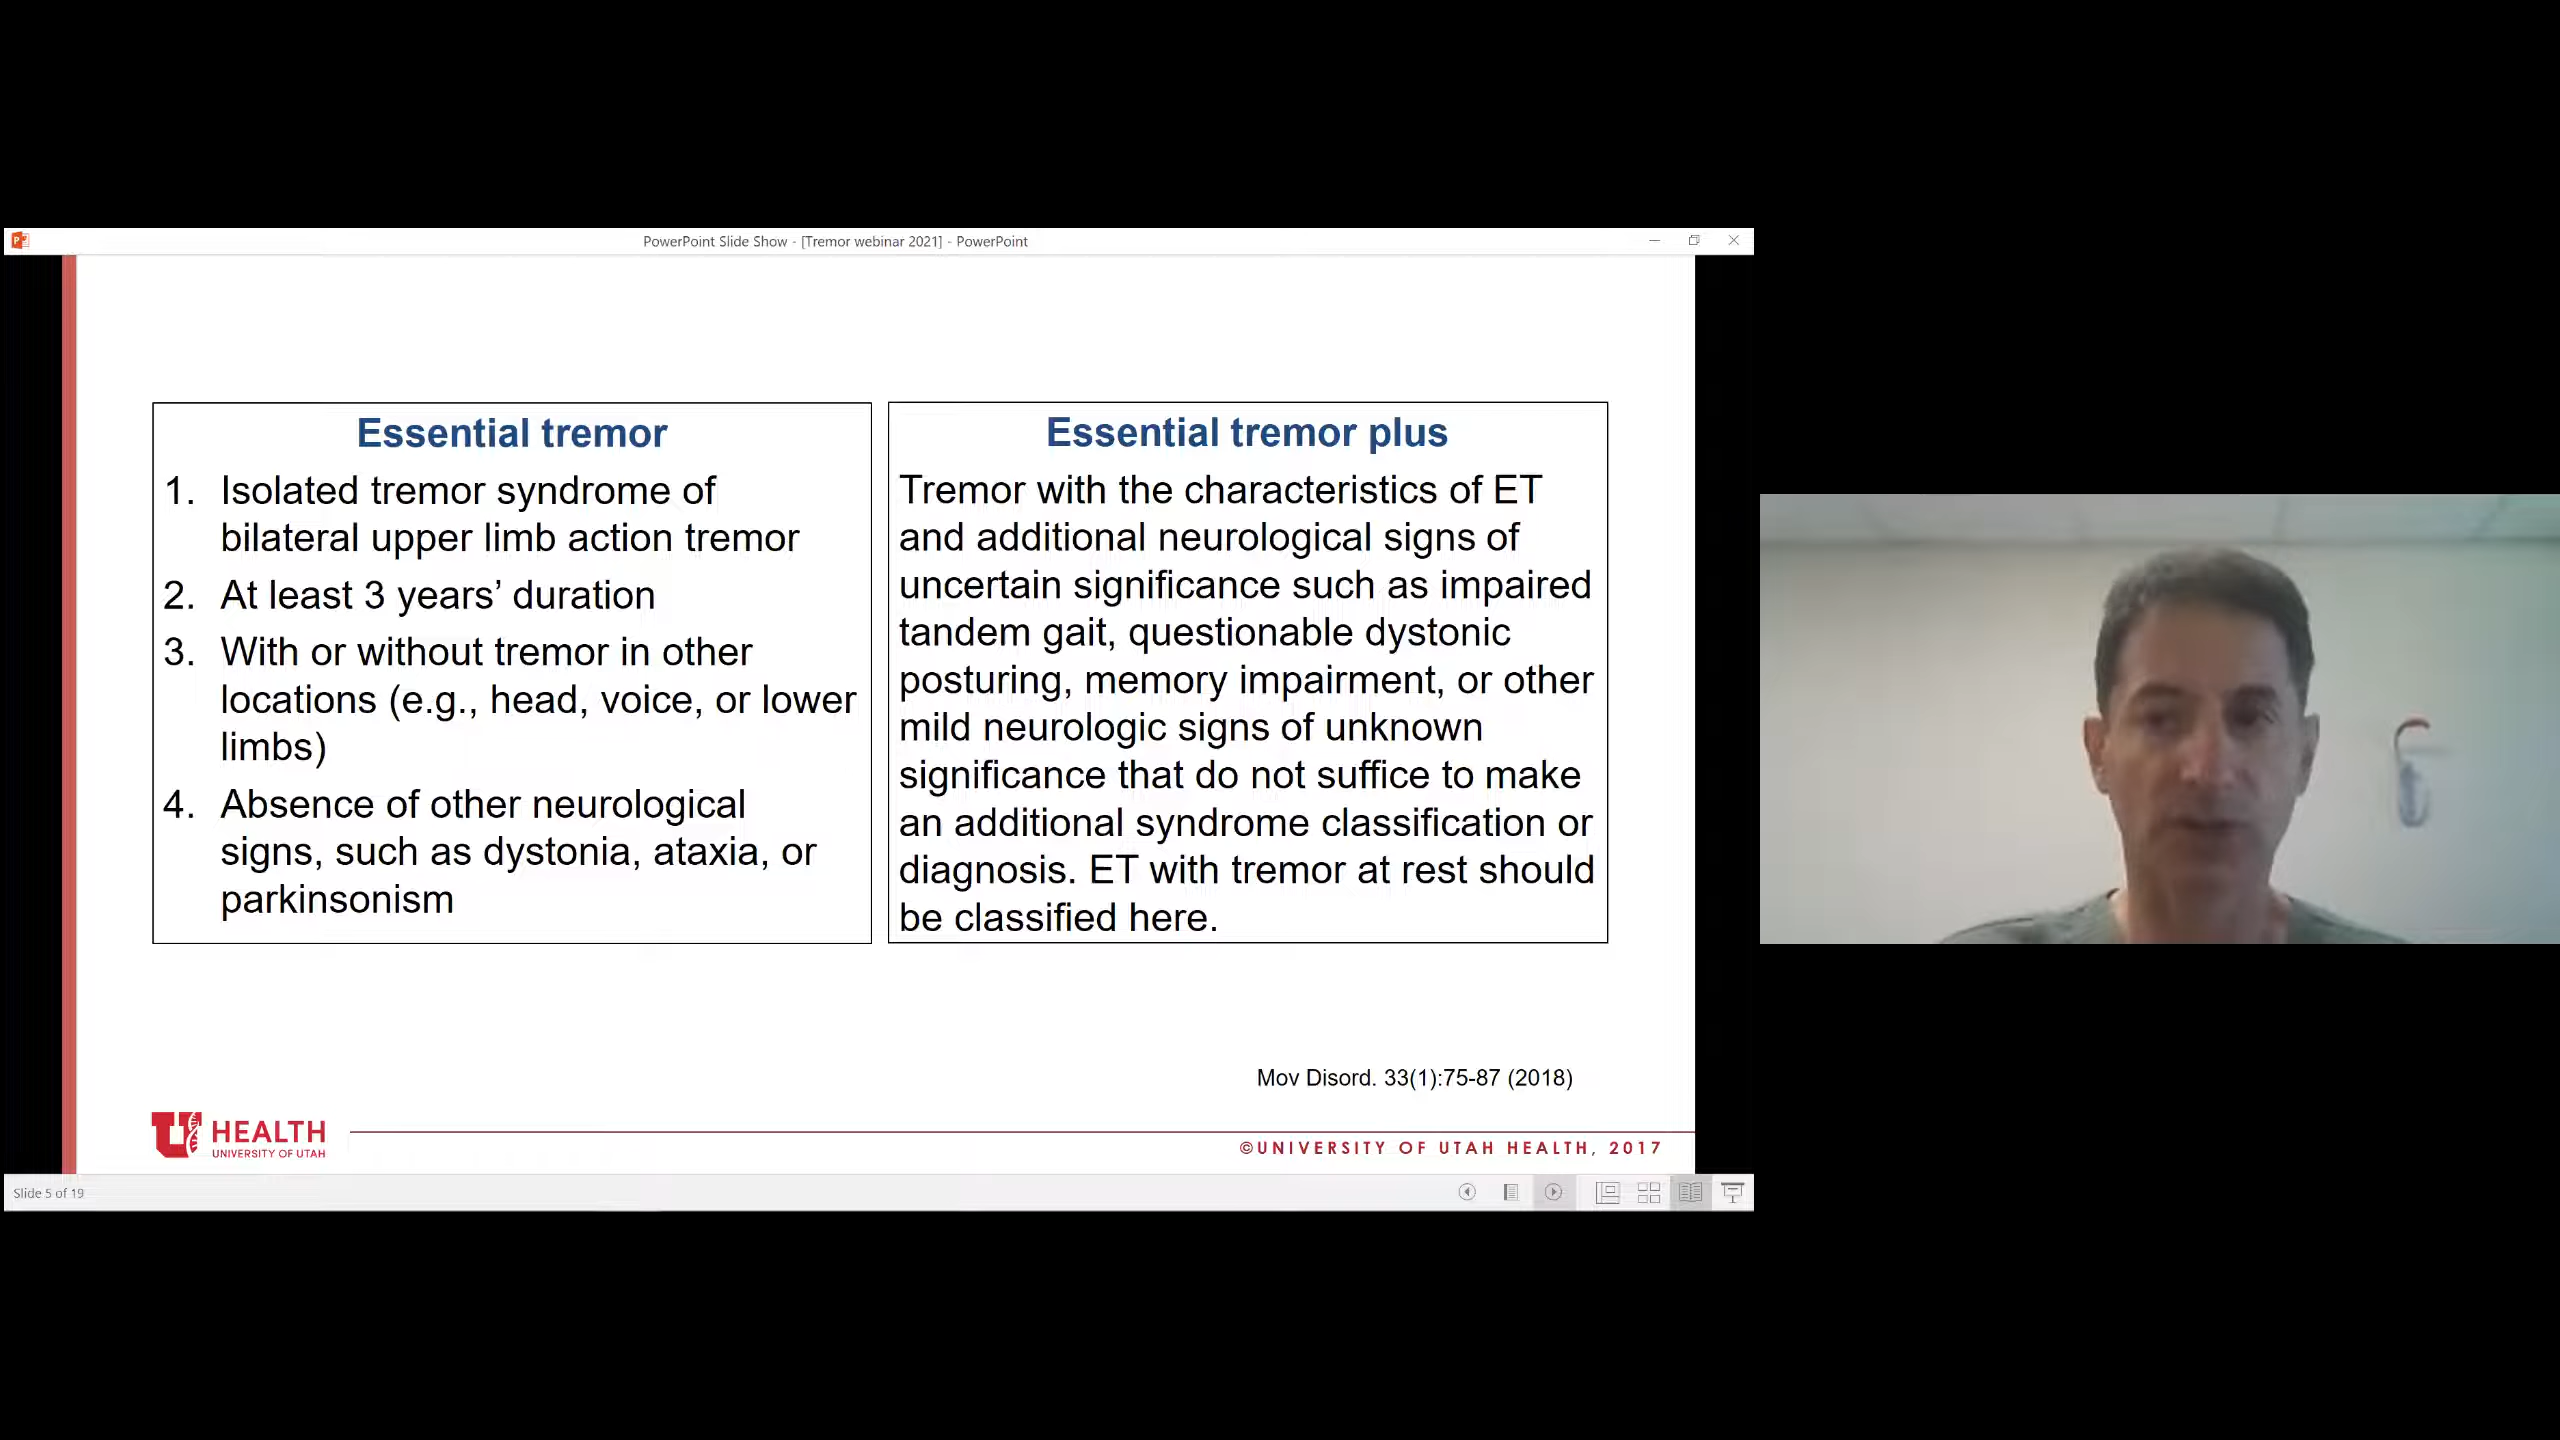 PowerPoint Slide Show - [Tremor webinar 2021] - PowerPoint
Essential tremor
1. Isolated tremor syndrome of
bilateral upper limb action tremor
2. At least 3 years’ duration
3. With or without tremor in other
locations (e.g., head, voice, or lower
limbs)
4. Absence of other neurological
signs, such as dystonia, ataxia, or
parkinsonism
Essential tremor plus
Tremor with the characteristics of ET
and additional neurological signs of
uncertain significance such as impaired
tandem gait, questionable dystonic
posturing, memory impairment, or other
mild neurologic signs of unknown
significance that do not suffice to make
an additional syndrome classification or
diagnosis. ET with tremor at rest should
be classified here.
Mov Disord. 33(1):75-87 (2018)
U HEALTH
UNIVERSITY OF UTAH
©UNIVERSITY OF UTAH HEALTH, 2017
Slide 5 of 19